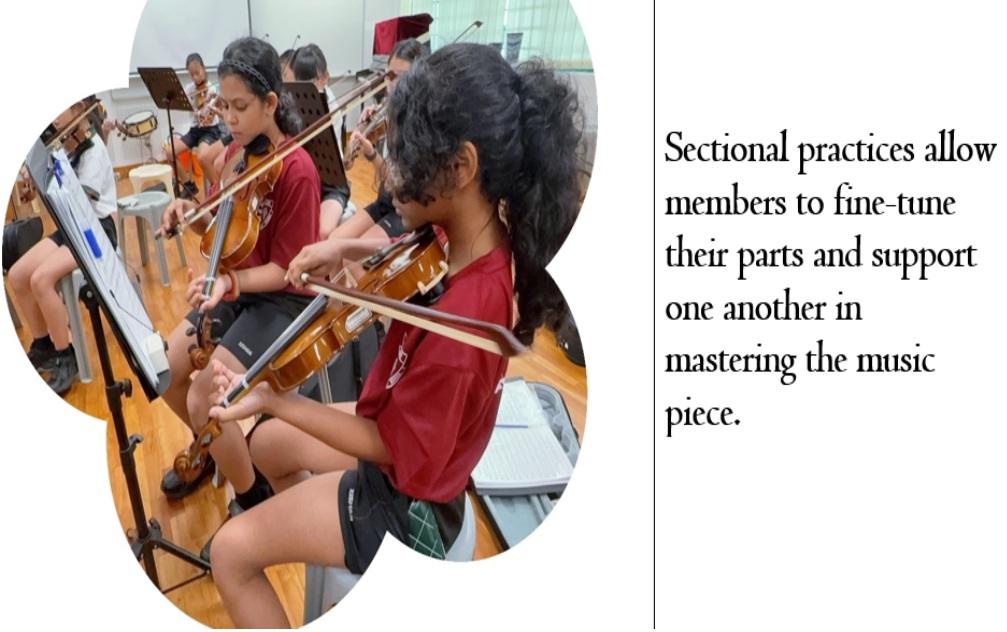 Sectional practices allow
members to fine-tune
their parts and support
one another in
mastering the music
piece.